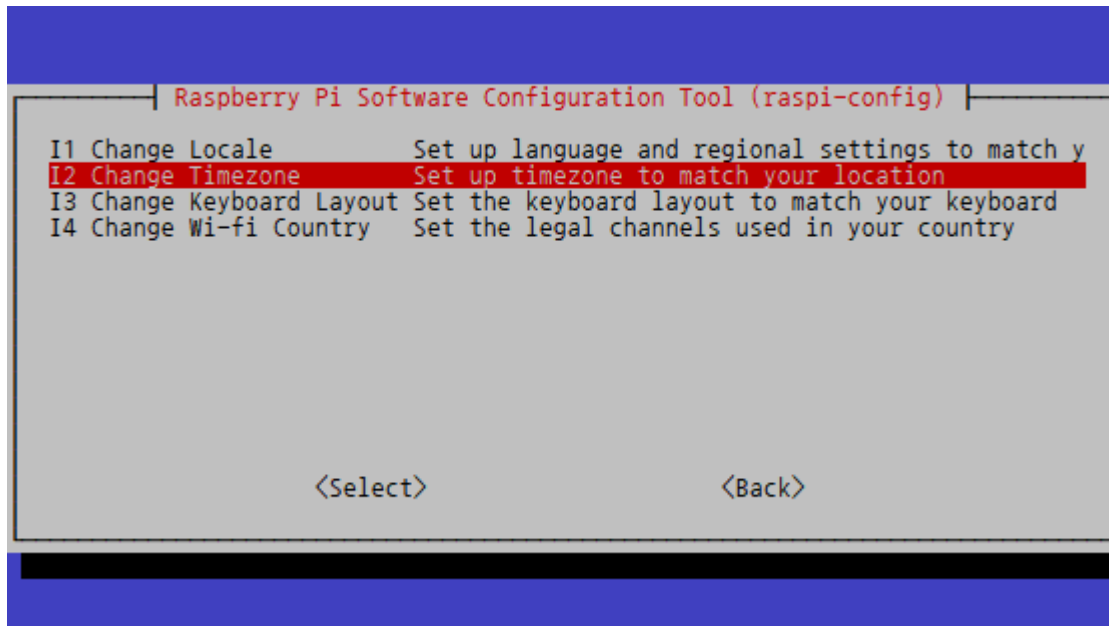 Raspberry Pi Software Configuration Tool (raspi-config)
I1 Change Locale Set up language and regional settings to match y
I2 Change Timezone Set up timezone to match your location
I3 Change Keyboard Layout Set the keyboard layout to match your keyboard
I4 Change Wi-fi Country Set the legal channels used in your country
<Select> <Back>